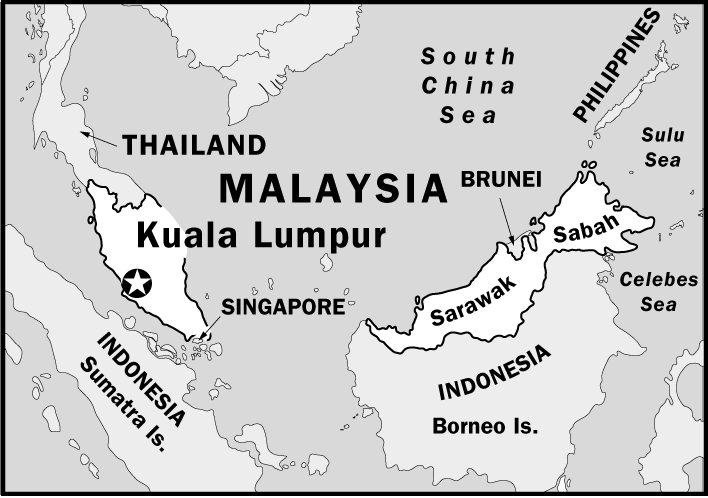 South
China
Sea
PHILIPPINES
Sulu
Sea
THAILAND
MALAYSIA
BRUNEI
Kuala Lumpur
Sabah
Celebes
Sea
Sarawak
SINGAPORE
INDONESIA
Sumatra Is.
INDONESIA
Borneo Is.